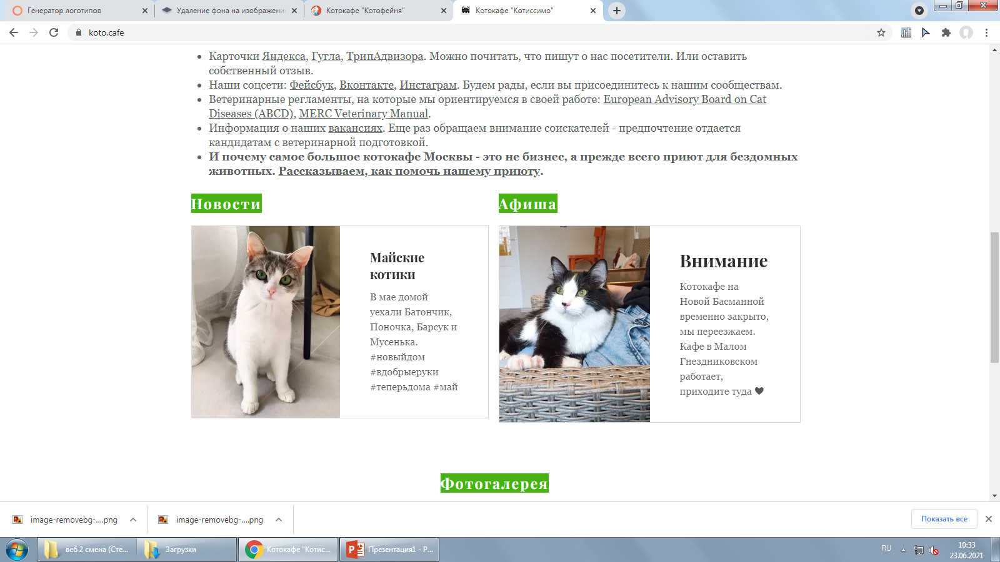 Генератор логотипов
Удаление фона на изображени
Котокафе "Котофейня"
Котокафе "Котиссимо"
koto.cafe
Карточки Яндекса, Гугла, ТрипАдвизора. Можно почитать, что пишут о нас посетители. Или оставить
собственный отзыв.
Наши соцсети: Фейсбук, Вконтакте, Инстаграм. Будем рады, если вы присоединитесь к нашим сообществам.
Ветеринарные регламенты, на которые мы ориентируемся в своей работе: European Advisory Board on Cat
Diseases (ABCD), MERC Veterinary Manual.
Информация о наших вакансиях. Еще раз обращаем внимание соискателей - предпочтение отдается
кандидатам с ветеринарной подготовкой.
И почему самое большое котокафе Москвы - это не бизнес, а прежде всего приют для бездомных
животных. Рассказываем, как помочь нашему приюту.
Новости
Майские
котики
В мае домой
уехали Батончик,
Поночка, Барсук и
Мусенька.
#новыйдом
#вдобрыеруки
#теперьдома #май
Афиша
Внимание
Котокафе на
Новой Басманной
временно закрыто,
мы переезжаем.
Кафе в Малом
Гнездниковском
работает,
приходите туда ♥
Фотогалерея
image-removebg-....png
image-removebg-....png
Показать все
веб 2 смена (Сте...
Загрузки
Котокафе "Котис...
Презентация1 - P...
RU
10:33
23.06.2021